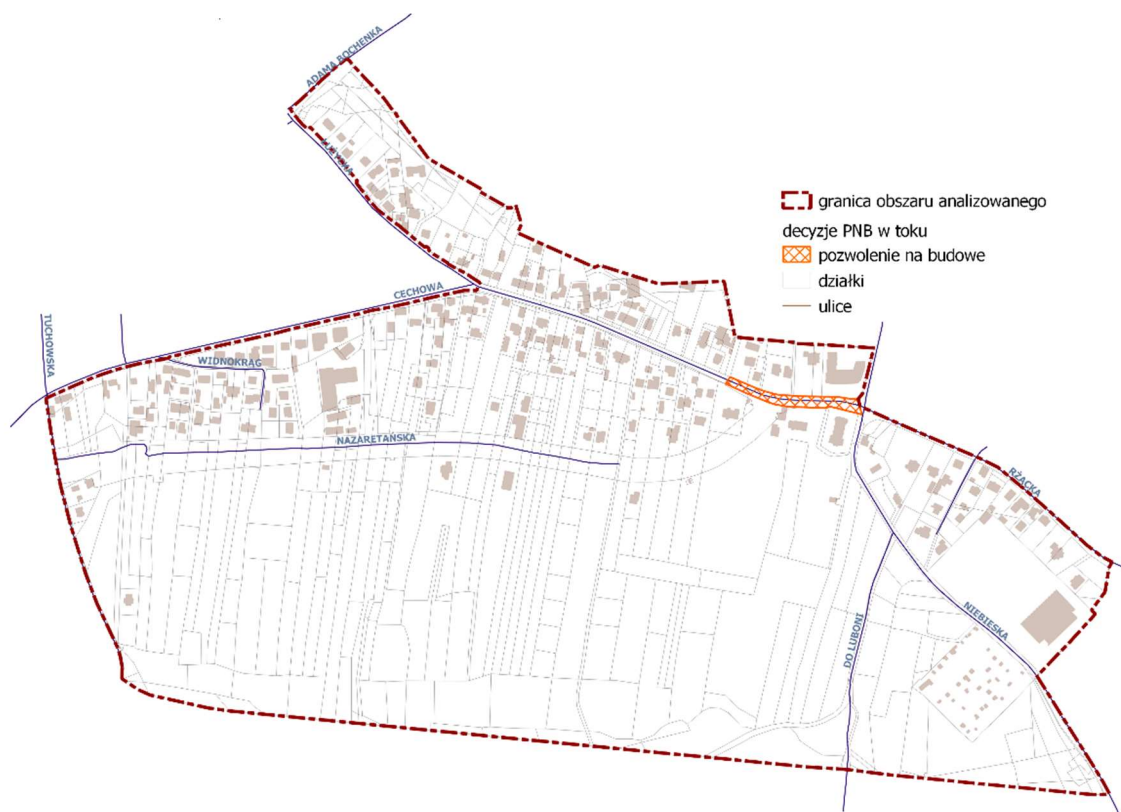 ADAMA BOCHENKA
granica obszaru analizowanego
decyzje PNB w toku
pozwolenie na budowe
działki
ulice
CECHOWA
TUCHOWSKA
WIDNOKRĄG
NAZARETAŃSKA
RŻĄCKA
NIEBIESKA
DO LUBONI